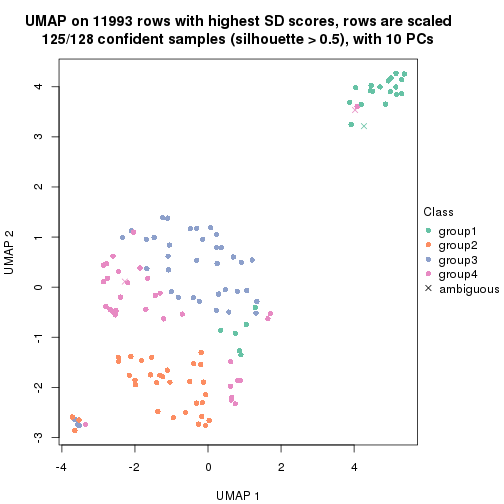 UMAP on 11993 rows with highest SD scores, rows are scaled
125/128 confident samples (silhouette > 0.5), with 10 PCs
4
3
2
1
0
-1
-2
-3
UMAP 2
-4
-2
0
2
4
UMAP 1
Class
group1
group2
group3
group4
ambiguous